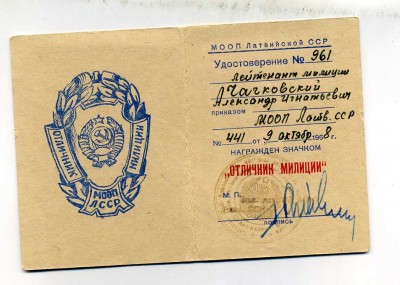 ОТЛИЧНИК
МИЛИЦИИ
МООП
ЛССР
МООП Латвийской ССР
Удостоверение № 961
лейтенант милиции
Чачковский
Александр Игнатьевич
приказом МООП Латв. ССР
№ 441 от 9 октября 1968 г.
НАГРАЖДЕН ЗНАЧКОМ
"ОТЛИЧНИК МИЛИЦИИ"
М. П.
подпись